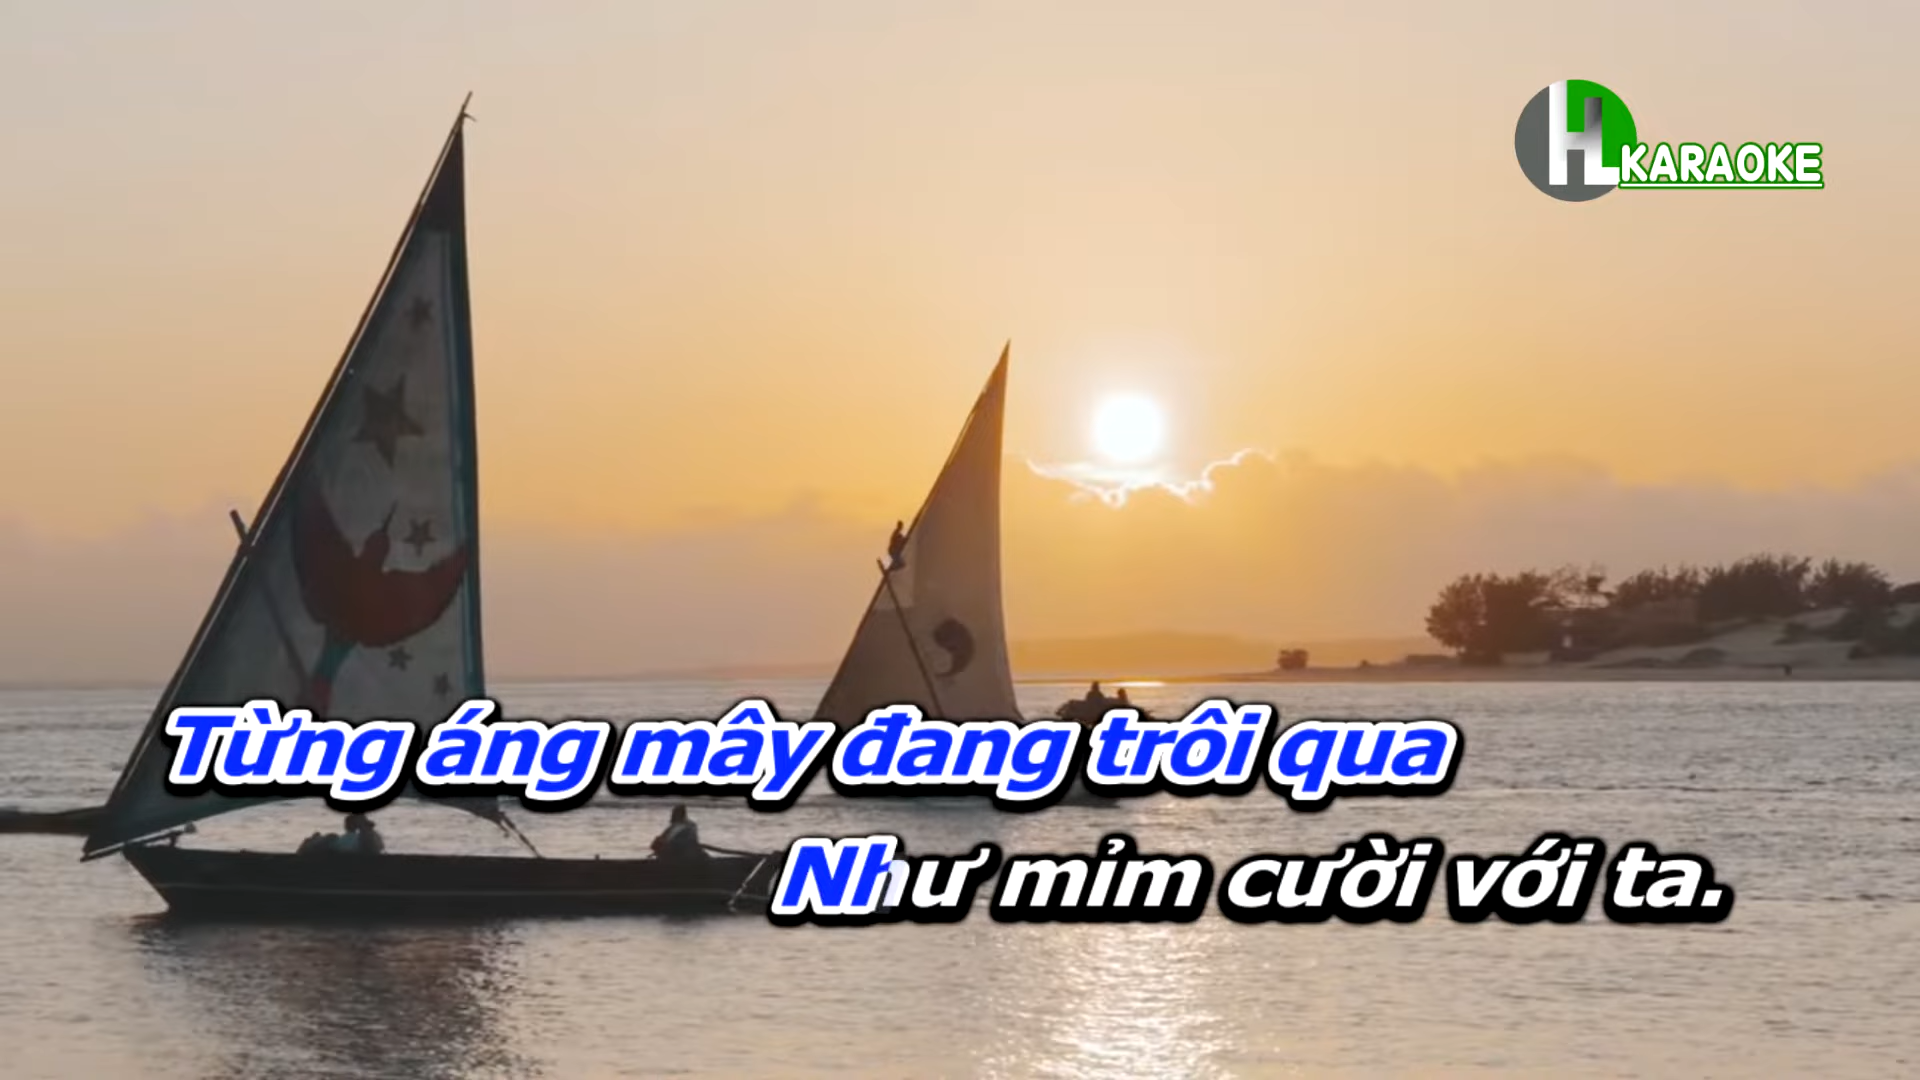 HL KARAOKE
Từng áng mây đang trôi qua
Như mỉm cười với ta.